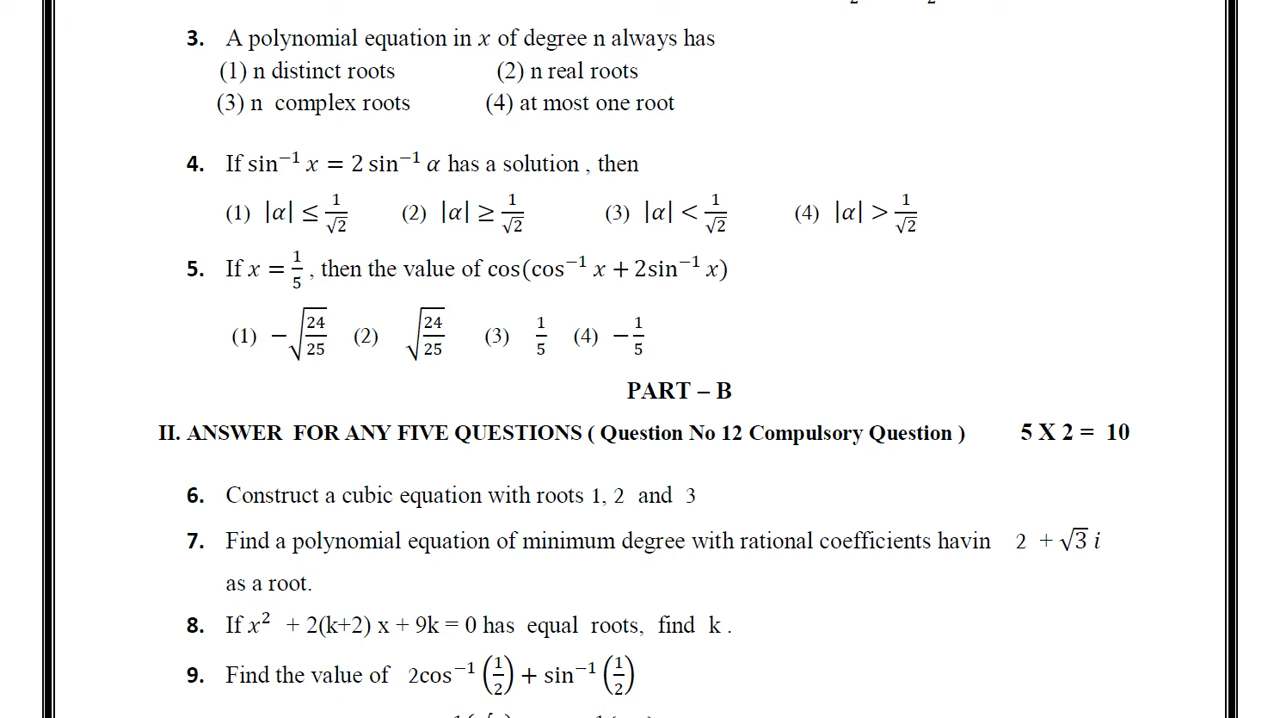 3. A polynomial equation in x of degree n always has
(1) n distinct roots (2) n real roots
(3) n complex roots (4) at most one root
4. If sin⁻¹ x = 2 sin⁻¹ α has a solution , then
(1) |α| ≤ 1/√2 (2) |α| ≥ 1/√2 (3) |α| < 1/√2 (4) |α| > 1/√2
5. If x = 1/5 , then the value of cos(cos⁻¹ x + 2sin⁻¹ x)
(1) −√(24/25) (2) √(24/25) (3) 1/5 (4) −1/5
PART – B
II. ANSWER FOR ANY FIVE QUESTIONS ( Question No 12 Compulsory Question ) 5 X 2 = 10
6. Construct a cubic equation with roots 1, 2 and 3
7. Find a polynomial equation of minimum degree with rational coefficients havin 2 + √3 i
as a root.
8. If x² + 2(k+2) x + 9k = 0 has equal roots, find k .
9. Find the value of 2cos⁻¹ (1/2) + sin⁻¹ (1/2)